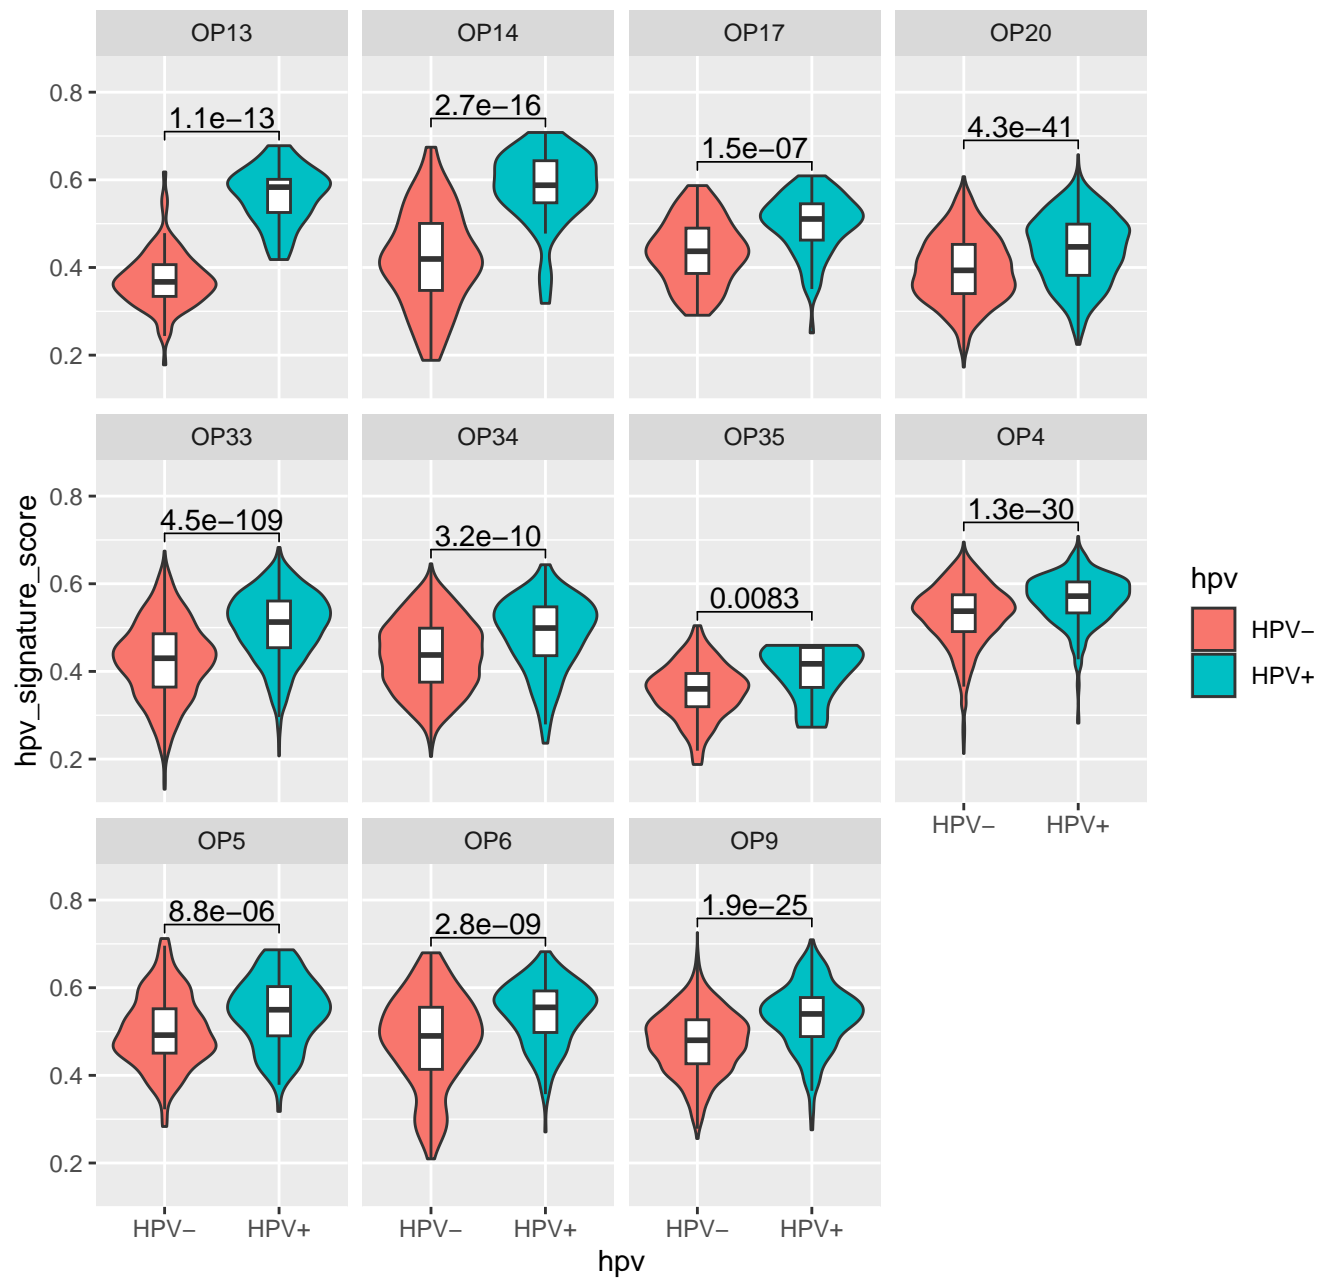 OP13 OP14 OP17 OP20
0.8
0.6
0.4
0.2
1.1e−13
2.7e−16
1.5e−07
4.3e−41
OP33 OP34 OP35 OP4
0.8
0.6
0.4
0.2
4.5e−109
3.2e−10
0.0083
1.3e−30
HPV− HPV+
OP5 OP6 OP9
0.8
0.6
0.4
0.2
8.8e−06
2.8e−09
1.9e−25
HPV− HPV+ HPV− HPV+ HPV− HPV+
hpv
hpv_signature_score
hpv
HPV−
HPV+